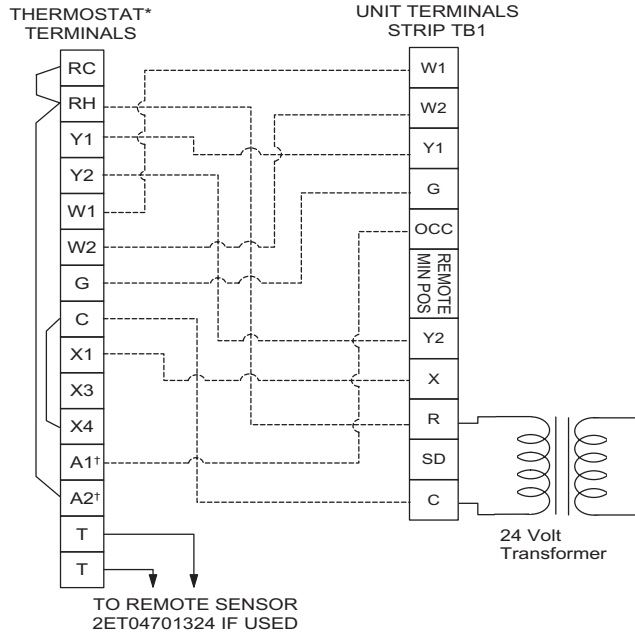 THERMOSTAT*
TERMINALS
RC
RH
Y1
Y2
W1
W2
G
C
X1
X3
X4
A1†
A2†
T
T
TO REMOTE SENSOR
2ET04701324 IF USED
UNIT TERMINALS
STRIP TB1
W1
W2
Y1
G
OCC
REMOTE
MIN POS
Y2
X
R
SD
C
24 Volt
Transformer